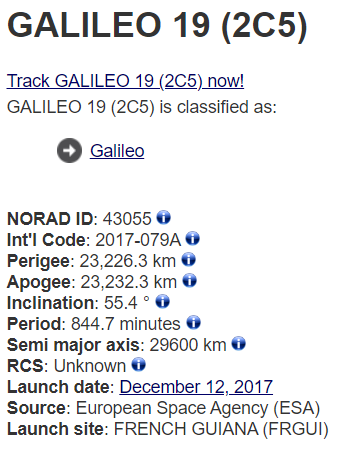 GALILEO 19 (2C5)
Track GALILEO 19 (2C5) now!
GALILEO 19 (2C5) is classified as:
Galileo
NORAD ID: 43055
Int'l Code: 2017-079A
Perigee: 23,226.3 km
Apogee: 23,232.3 km
Inclination: 55.4 °
Period: 844.7 minutes
Semi major axis: 29600 km
RCS: Unknown
Launch date: December 12, 2017
Source: European Space Agency (ESA)
Launch site: FRENCH GUIANA (FRGUI)